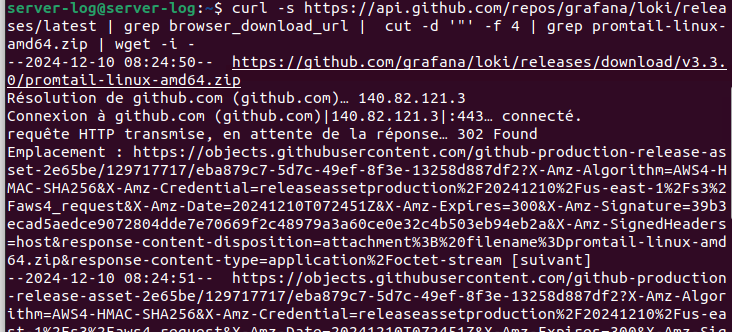 server-log@server-log:~$ curl -s https://api.github.com/repos/grafana/loki/relea
ses/latest | grep browser_download_url |  cut -d '"' -f 4 | grep promtail-linux-
amd64.zip | wget -i -
--2024-12-10 08:24:50--  https://github.com/grafana/loki/releases/download/v3.3.
0/promtail-linux-amd64.zip
Résolution de github.com (github.com)… 140.82.121.3
Connexion à github.com (github.com)|140.82.121.3|:443… connecté.
requête HTTP transmise, en attente de la réponse… 302 Found
Emplacement : https://objects.githubusercontent.com/github-production-release-as
set-2e65be/129717717/eba879c7-5d7c-49ef-8f3e-13258d887df2?X-Amz-Algorithm=AWS4-H
MAC-SHA256&X-Amz-Credential=releaseassetproduction%2F20241210%2Fus-east-1%2Fs3%2
Faws4_request&X-Amz-Date=20241210T072451Z&X-Amz-Expires=300&X-Amz-Signature=39b3
ecad5aedce9072804dde7e70669f2c48979a3a60ce0e32c4b503eb94eb2a&X-Amz-SignedHeaders
=host&response-content-disposition=attachment%3B%20filename%3Dpromtail-linux-amd
64.zip&response-content-type=application%2Foctet-stream [suivant]
--2024-12-10 08:24:51--  https://objects.githubusercontent.com/github-production
-release-asset-2e65be/129717717/eba879c7-5d7c-49ef-8f3e-13258d887df2?X-Amz-Algor
ithm=AWS4-HMAC-SHA256&X-Amz-Credential=releaseassetproduction%2F20241210%2Fus-ea
st-1%2Fs3%2Faws4_request&X-Amz-Date=20241210T072451Z&X-Amz-Expires=300&X-Amz-Sig